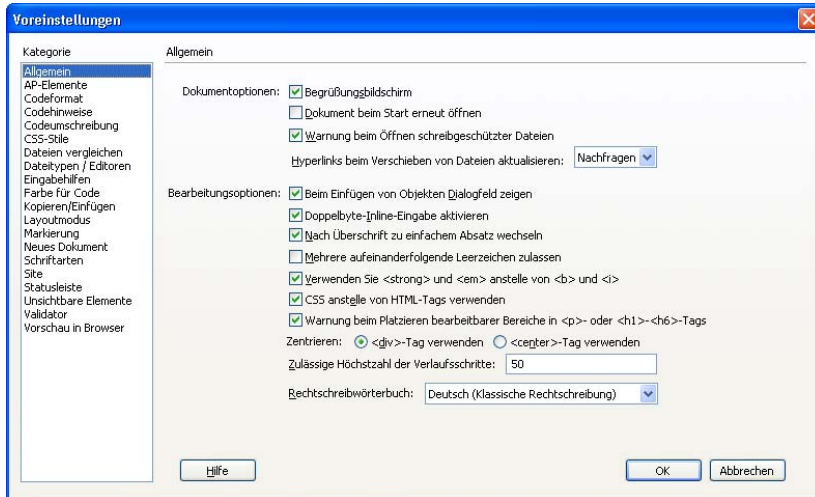 Voreinstellungen
Kategorie
Allgemein
AP-Elemente
Codeformat
Codehinweise
Codeumschreibung
CSS-Stile
Dateien vergleichen
Dateitypen / Editoren
Eingabehilfen
Farbe für Code
Kopieren/Einfügen
Layoutmodus
Markierung
Neues Dokument
Schriftarten
Site
Statusleiste
Unsichtbare Elemente
Validator
Vorschau in Browser
Allgemein
Dokumentoptionen: Begrüßungsbildschirm
Dokument beim Start erneut öffnen
Warnung beim Öffnen schreibgeschützter Dateien
Hyperlinks beim Verschieben von Dateien aktualisieren: Nachfragen
Bearbeitungsoptionen: Beim Einfügen von Objekten Dialogfeld zeigen
Doppelbyte-Inline-Eingabe aktivieren
Nach Überschrift zu einfachem Absatz wechseln
Mehrere aufeinanderfolgende Leerzeichen zulassen
Verwenden Sie <strong> und <em> anstelle von <b> und <i>
CSS anstelle von HTML-Tags verwenden
Warnung beim Platzieren bearbeitbarer Bereiche in <p>- oder <h1>-<h6>-Tags
Zentrieren: <div>-Tag verwenden <center>-Tag verwenden
Zulässige Höchstzahl der Verlaufsschritte: 50
Rechtschreibwörterbuch: Deutsch (Klassische Rechtschreibung)
Hilfe OK Abbrechen